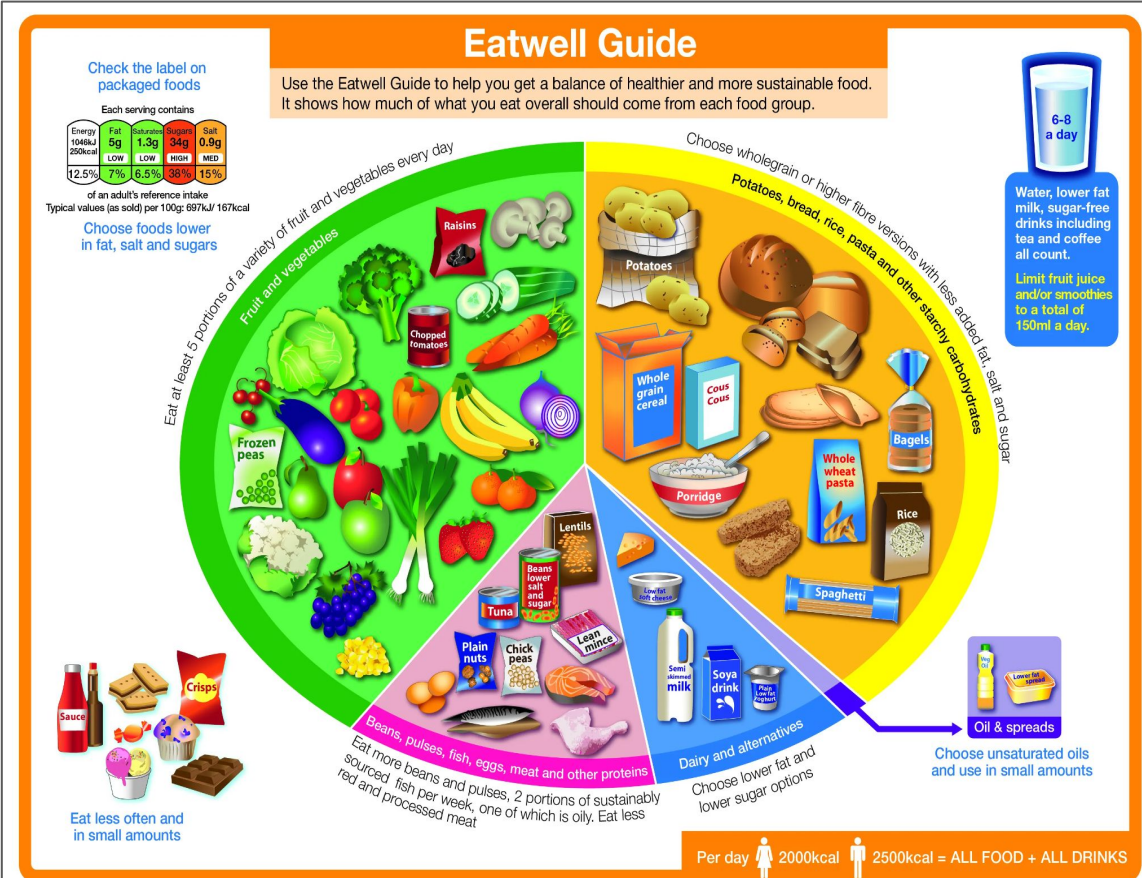 Eatwell Guide
Use the Eatwell Guide to help you get a balance of healthier and more sustainable food.
It shows how much of what you eat overall should come from each food group.
Check the label on
packaged foods
Each serving contains
Energy
1046kJ
250kcal
12.5%
Fat
5g
LOW
7%
Saturates
1.3g
LOW
6.5%
Sugars
34g
HIGH
38%
Salt
0.9g
MED
15%
of an adult's reference intake
Typical values (as sold) per 100g: 697kJ/ 167kcal
Choose foods lower
in fat, salt and sugars
6-8
a day
Water, lower fat
milk, sugar-free
drinks including
tea and coffee
all count.
Limit fruit juice
and/or smoothies
to a total of
150ml a day.
Eat at least 5 portions of a variety of fruit and vegetables every day
Fruit and vegetables
Raisins
Chopped
tomatoes
Frozen
peas
Choose wholegrain or higher fibre versions with less added fat, salt and sugar
Potatoes, bread, rice, pasta and other starchy carbohydrates
Potatoes
Whole
grain
cereal
Cous
Cous
Bagels
Whole
wheat
pasta
Porridge
Rice
Spaghetti
Lentils
Beans
lower
salt
and
sugar
Tuna
Lean
mince
Plain
nuts
Chick
peas
Beans, pulses, fish, eggs, meat and other proteins
Eat more beans and pulses, 2 portions of sustainably
sourced fish per week, one of which is oily. Eat less
red and processed meat
Low fat
soft cheese
Semi
skimmed
milk
Soya
drink
Plain
Low fat
yoghurt
Dairy and alternatives
Choose lower fat and
lower sugar options
Veg
Oil
Lower fat
spread
Oil & spreads
Choose unsaturated oils
and use in small amounts
Sauce
Crisps
Eat less often and
in small amounts
Per day 2000kcal 2500kcal = ALL FOOD + ALL DRINKS